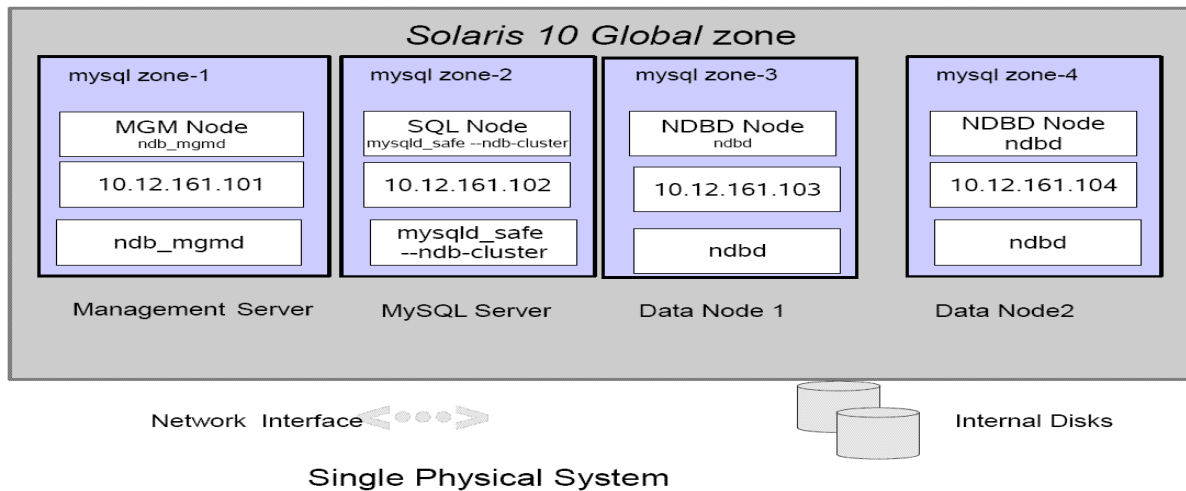 Solaris 10 Global zone
mysql zone-1
MGM Node
ndb_mgmd
10.12.161.101
ndb_mgmd
Management Server
mysql zone-2
SQL Node
mysqld_safe --ndb-cluster
10.12.161.102
mysqld_safe
--ndb-cluster
MySQL Server
mysql zone-3
NDBD Node
ndbd
10.12.161.103
ndbd
Data Node 1
mysql zone-4
NDBD Node
ndbd
10.12.161.104
ndbd
Data Node2
Network Interface
Internal Disks
Single Physical System